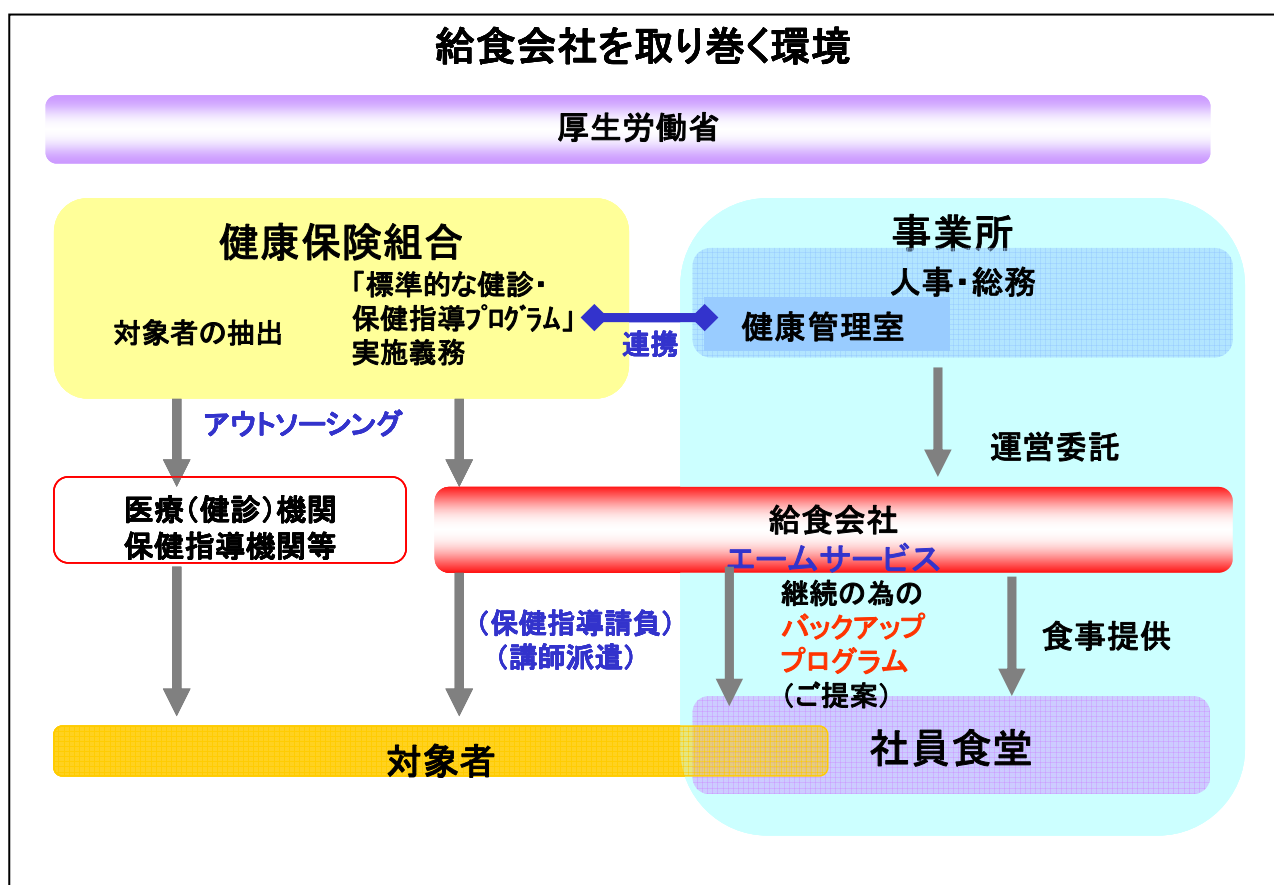 給食会社を取り巻く環境
厚生労働省
健康保険組合
対象者の抽出
「標準的な健診・
保健指導プログラム」
実施義務
連携
事業所
人事・総務
健康管理室
アウトソーシング
運営委託
医療(健診)機関
保健指導機関等
給食会社
エームサービス
(保健指導請負)
(講師派遣)
継続の為の
バックアップ
プログラム
(ご提案)
食事提供
対象者
社員食堂